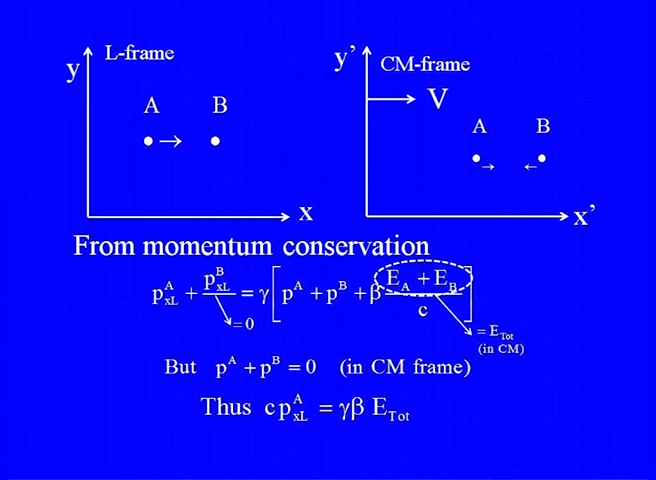 L-frame
y
A B
x
y’ CM-frame
V
A B
x’
From momentum conservation
p^A_xL + p^B_xL = γ [ p^A + p^B + β (E_A + E_B)/c ]
= 0
= E_Tot
(in CM)
But p^A + p^B = 0 (in CM frame)
Thus c p^A_xL = γβ E_Tot